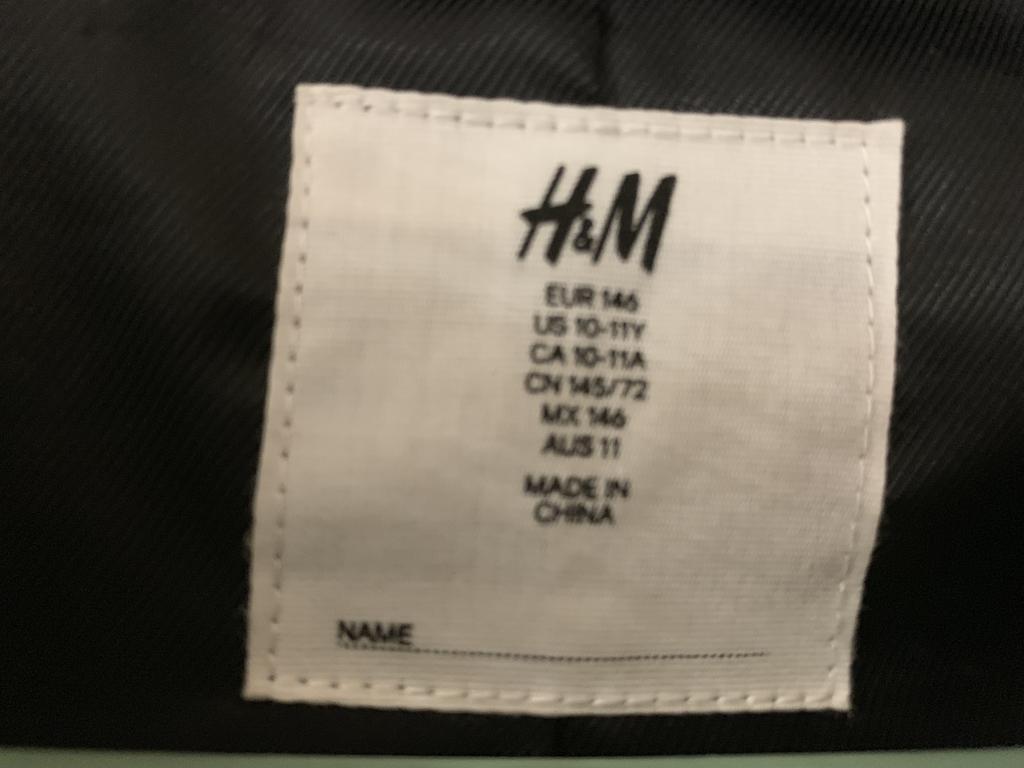 H&M
EUR 146
US 10-11Y
CA 10-11A
CN 145/72
MX 146
AUS 11
MADE IN
CHINA
NAME